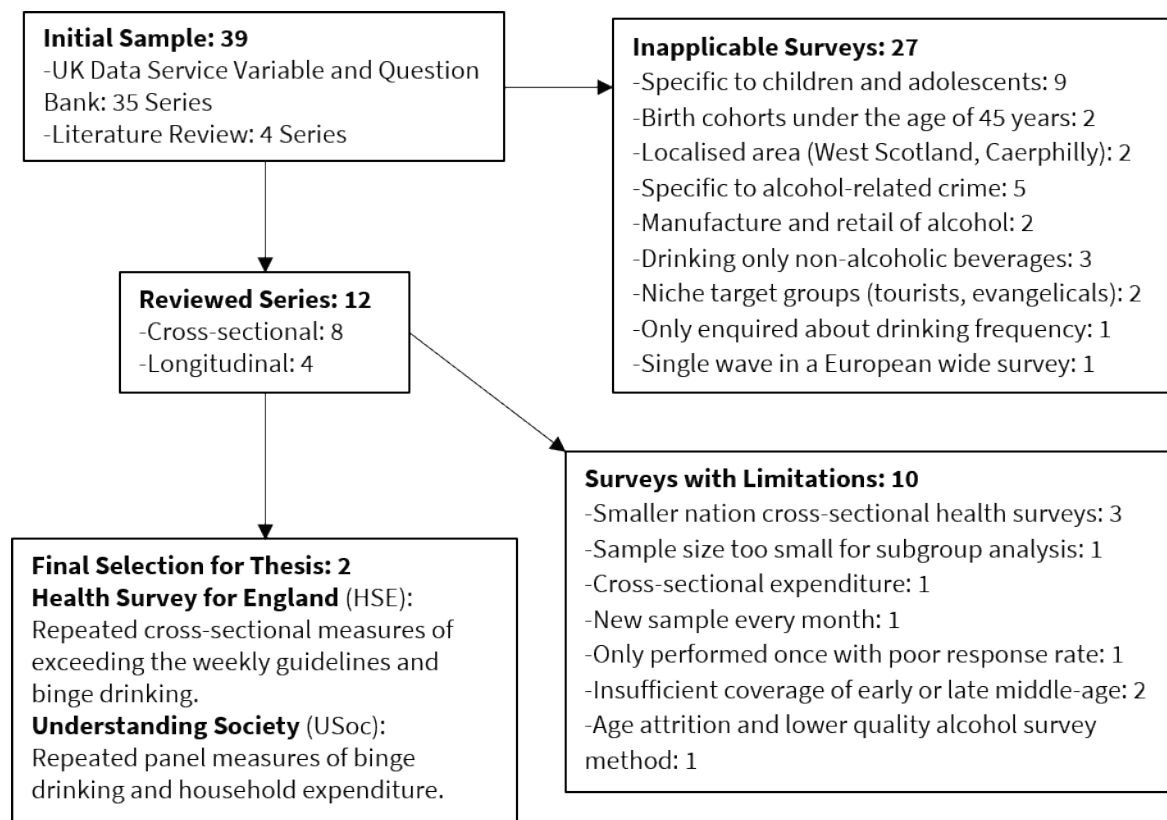 Initial Sample: 39
-UK Data Service Variable and Question
Bank: 35 Series
-Literature Review: 4 Series
Inapplicable Surveys: 27
-Specific to children and adolescents: 9
-Birth cohorts under the age of 45 years: 2
-Localised area (West Scotland, Caerphilly): 2
-Specific to alcohol-related crime: 5
-Manufacture and retail of alcohol: 2
-Drinking only non-alcoholic beverages: 3
-Niche target groups (tourists, evangelicals): 2
-Only enquired about drinking frequency: 1
-Single wave in a European wide survey: 1
Reviewed Series: 12
-Cross-sectional: 8
-Longitudinal: 4
Surveys with Limitations: 10
-Smaller nation cross-sectional health surveys: 3
-Sample size too small for subgroup analysis: 1
-Cross-sectional expenditure: 1
-New sample every month: 1
-Only performed once with poor response rate: 1
-Insufficient coverage of early or late middle-age: 2
-Age attrition and lower quality alcohol survey
method: 1
Final Selection for Thesis: 2
Health Survey for England (HSE):
Repeated cross-sectional measures of
exceeding the weekly guidelines and
binge drinking.
Understanding Society (USoc):
Repeated panel measures of binge
drinking and household expenditure.